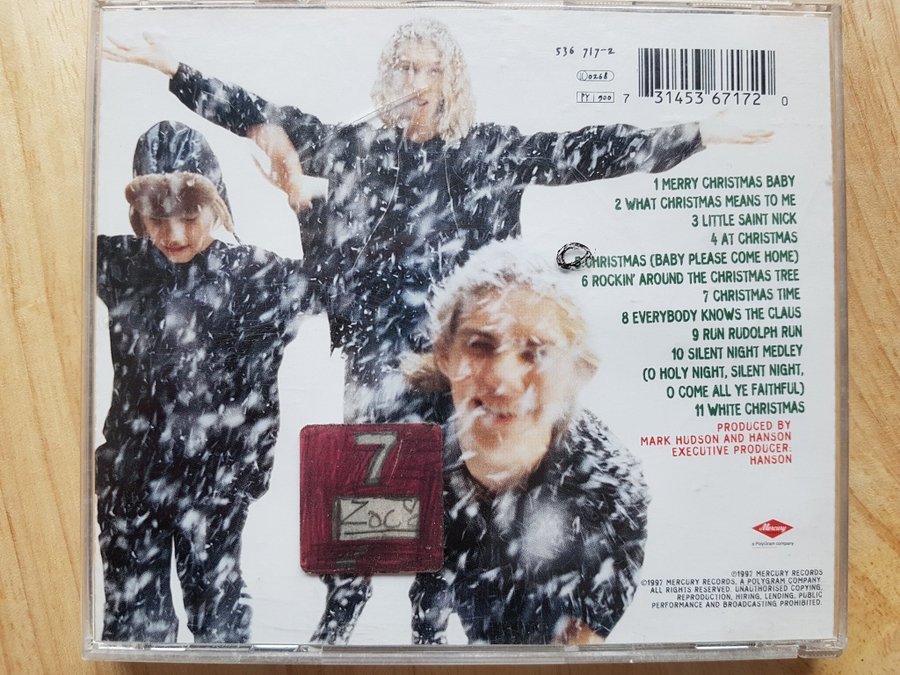 536 717-2
LC 0268
PY 900
7 31453 67172 0
1 MERRY CHRISTMAS BABY
2 WHAT CHRISTMAS MEANS TO ME
3 LITTLE SAINT NICK
4 AT CHRISTMAS
CHRISTMAS (BABY PLEASE COME HOME)
6 ROCKIN' AROUND THE CHRISTMAS TREE
7 CHRISTMAS TIME
8 EVERYBODY KNOWS THE CLAUS
9 RUN RUDOLPH RUN
10 SILENT NIGHT MEDLEY
(O HOLY NIGHT, SILENT NIGHT,
O COME ALL YE FAITHFUL)
11 WHITE CHRISTMAS
PRODUCED BY
MARK HUDSON AND HANSON
EXECUTIVE PRODUCER:
HANSON
7
Mercury
a PolyGram company
℗1997 MERCURY RECORDS
©1997 MERCURY RECORDS, A POLYGRAM COMPANY.
ALL RIGHTS RESERVED. UNAUTHORISED COPYING,
REPRODUCTION, HIRING, LENDING, PUBLIC
PERFORMANCE AND BROADCASTING PROHIBITED.